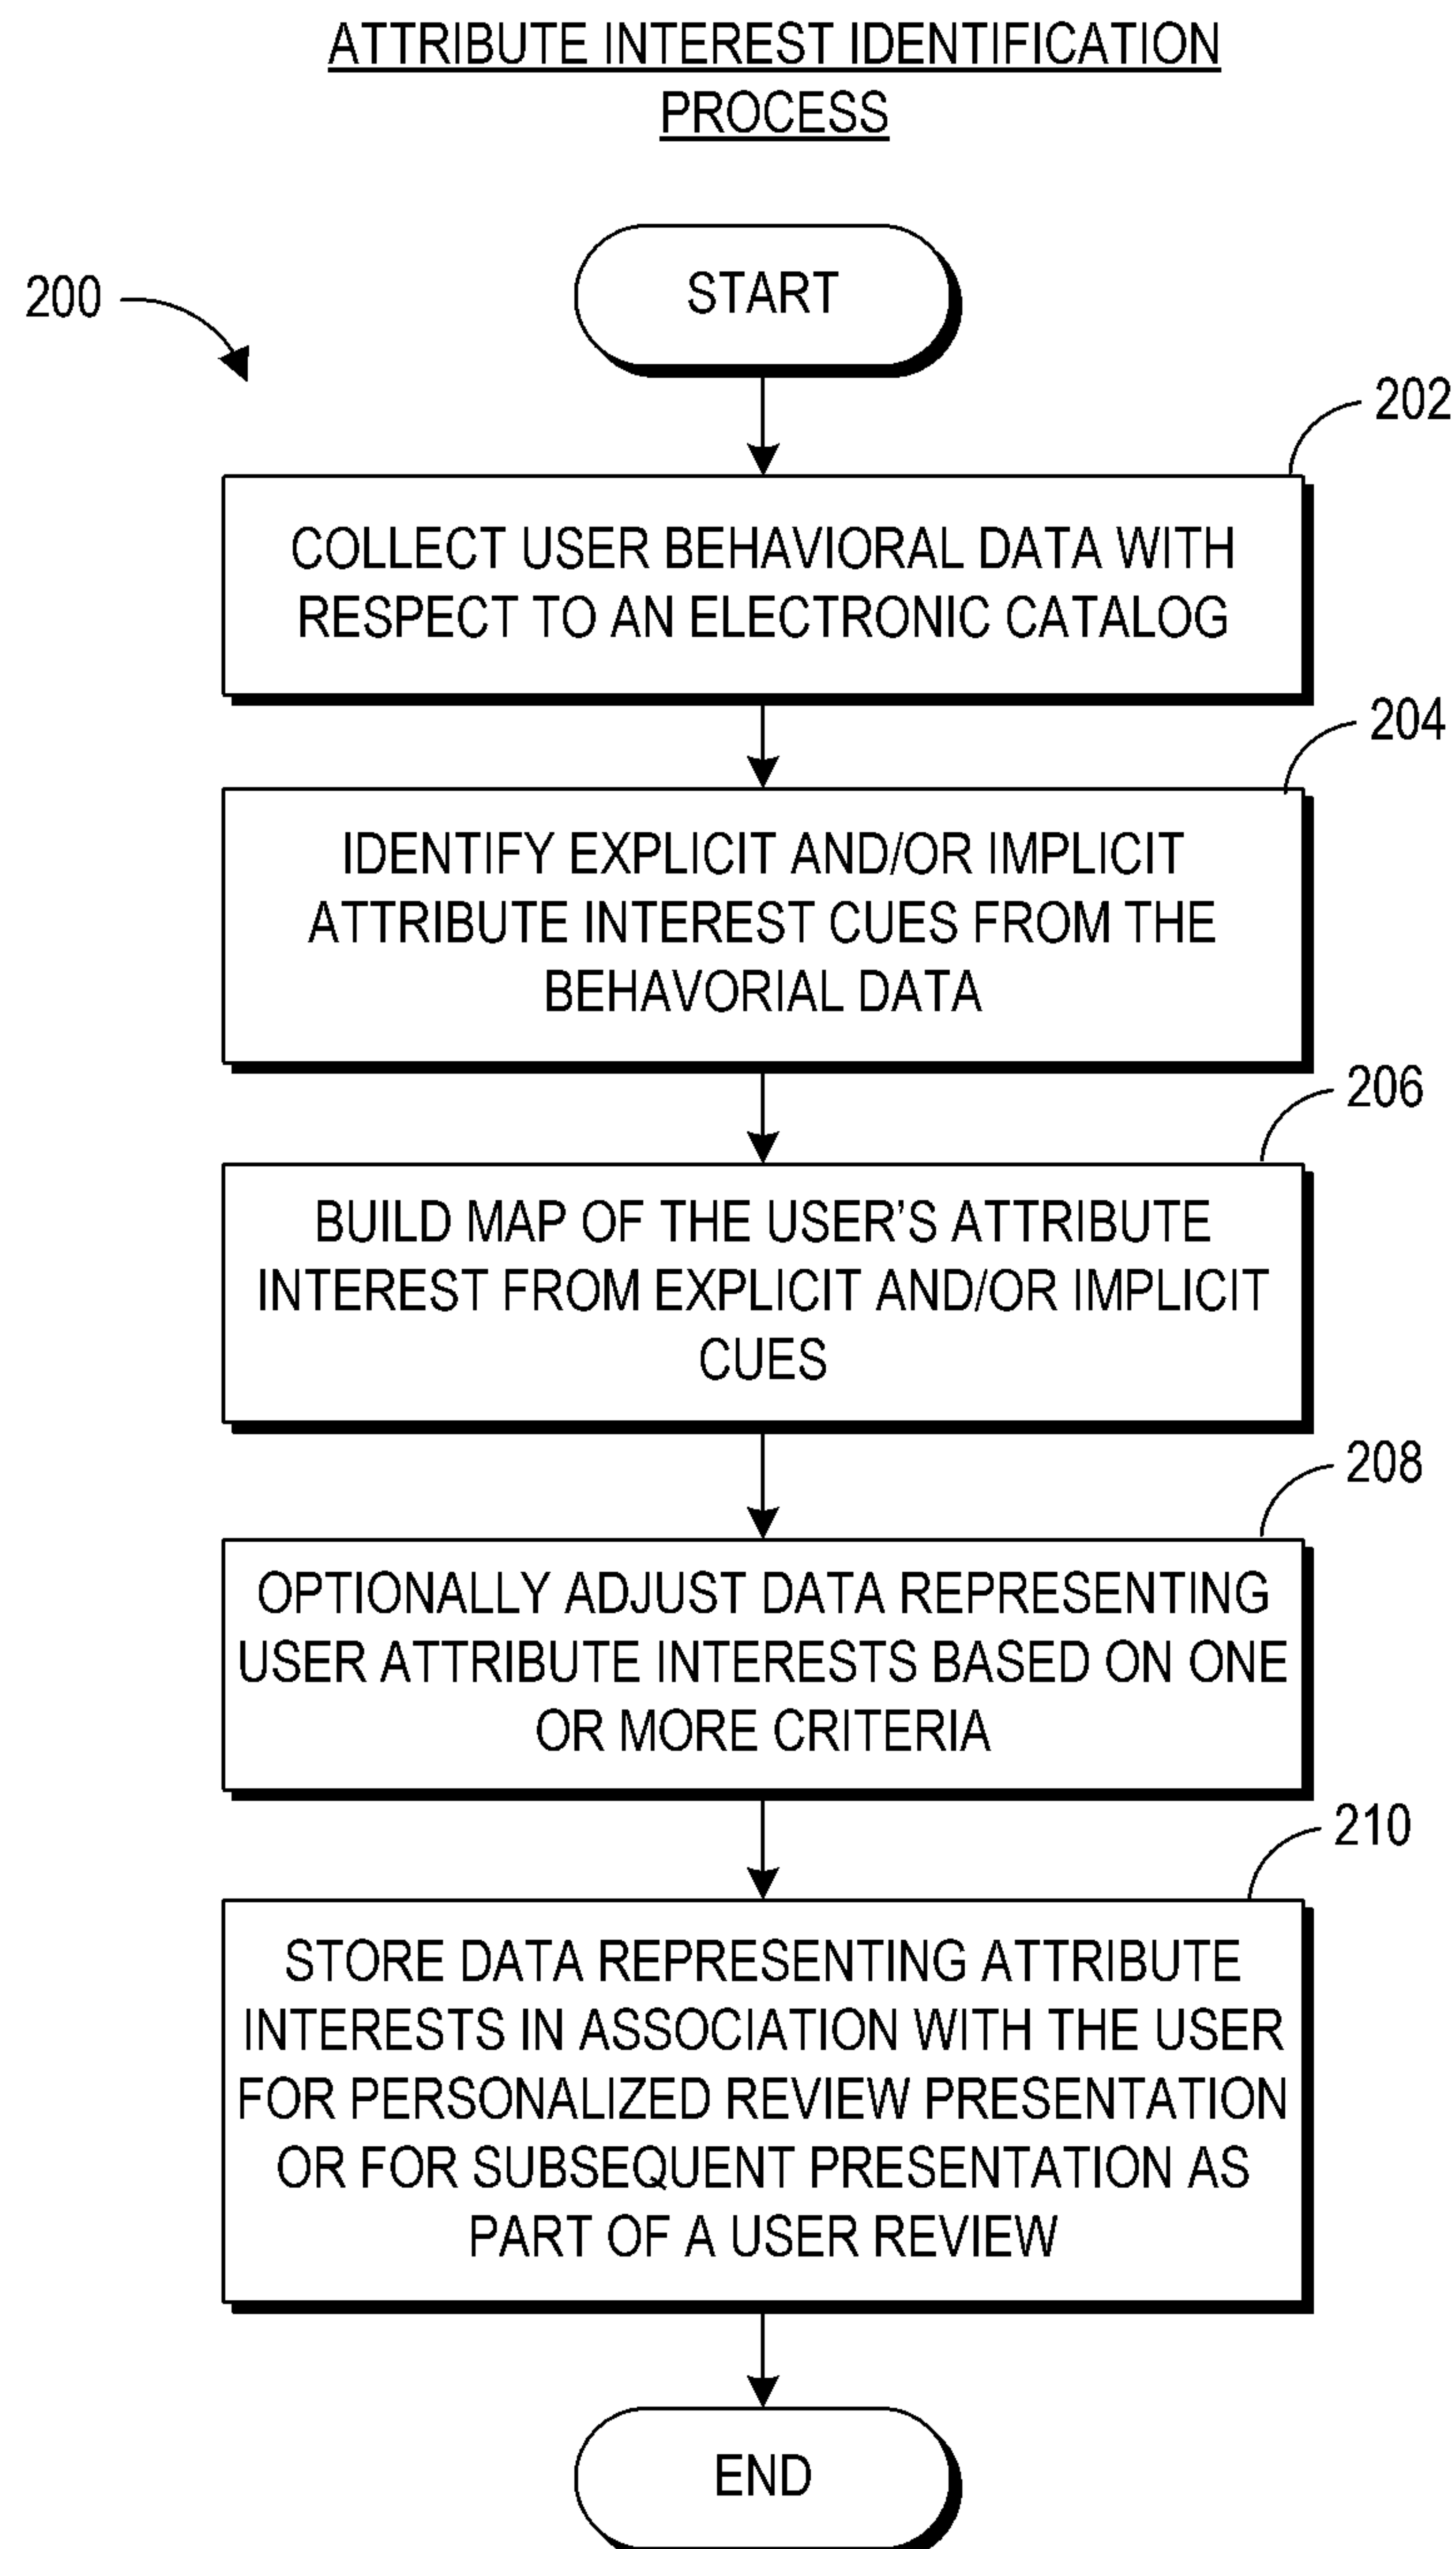 ATTRIBUTE INTEREST IDENTIFICATION
PROCESS
START
200
202
COLLECT USER BEHAVIORAL DATA WITH
RESPECT TO AN ELECTRONIC CATALOG
204
IDENTIFY EXPLICIT AND/OR IMPLICIT
ATTRIBUTE INTEREST CUES FROM THE
BEHAVORIAL DATA
206
BUILD MAP OF THE USER'S ATTRIBUTE
INTEREST FROM EXPLICIT AND/OR IMPLICIT
CUES
208
OPTIONALLY ADJUST DATA REPRESENTING
USER ATTRIBUTE INTERESTS BASED ON ONE
OR MORE CRITERIA
210
STORE DATA REPRESENTING ATTRIBUTE
INTERESTS IN ASSOCIATION WITH THE USER
FOR PERSONALIZED REVIEW PRESENTATION
OR FOR SUBSEQUENT PRESENTATION AS
PART OF A USER REVIEW
END